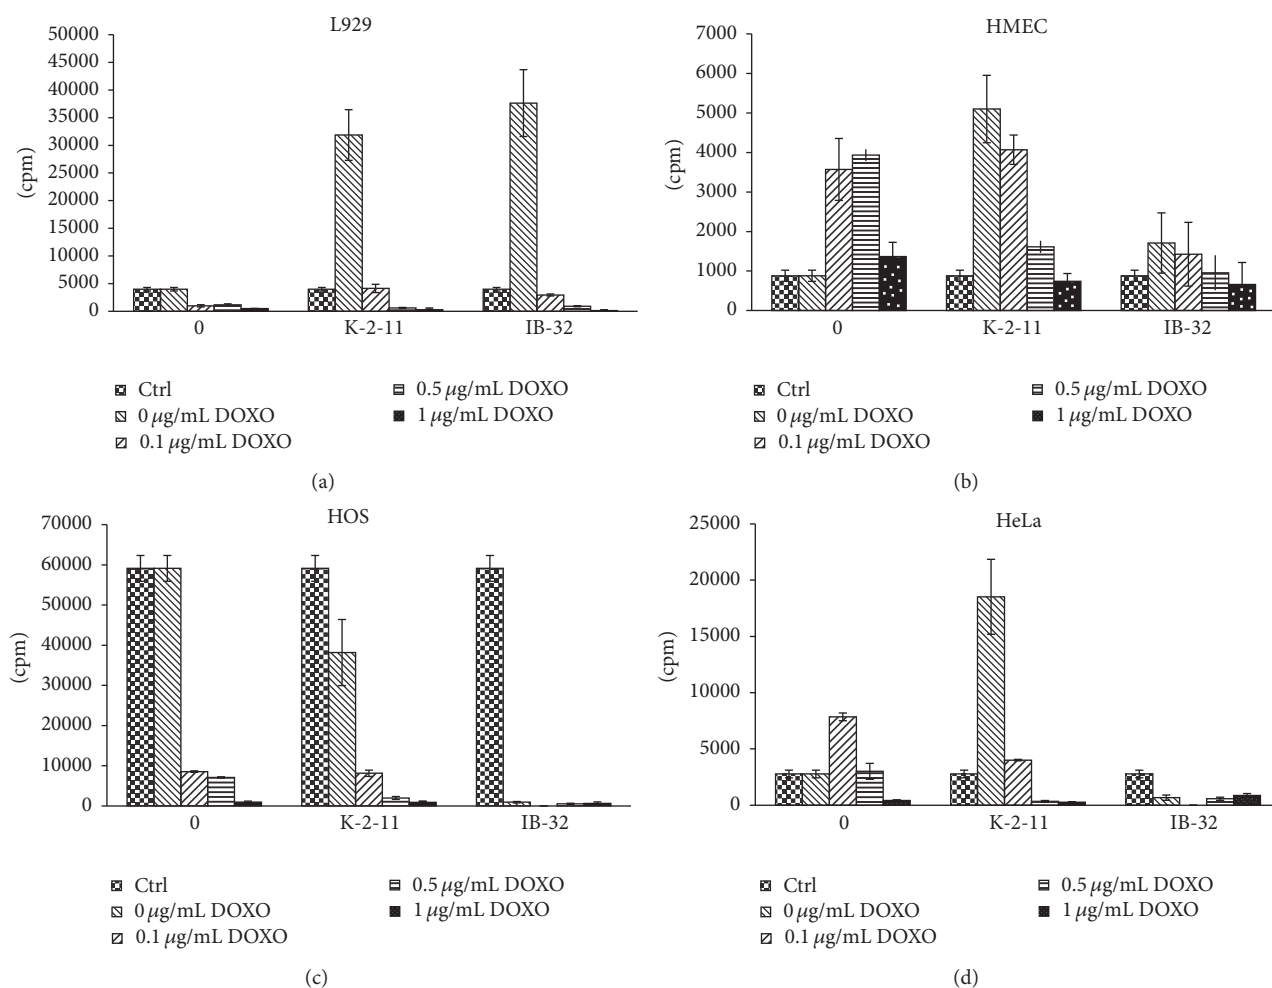 L929
50000
45000
40000
35000
30000
25000
20000
15000
10000
5000
0
(cpm)
0 K-2-11 IB-32
Ctrl
0 μg/mL DOXO
0.1 μg/mL DOXO
0.5 μg/mL DOXO
1 μg/mL DOXO
(a)
HMEC
7000
6000
5000
4000
3000
2000
1000
0
(cpm)
0 K-2-11 IB-32
Ctrl
0 μg/mL DOXO
0.1 μg/mL DOXO
0.5 μg/mL DOXO
1 μg/mL DOXO
(b)
HOS
70000
60000
50000
40000
30000
20000
10000
0
(cpm)
0 K-2-11 IB-32
Ctrl
0 μg/mL DOXO
0.1 μg/mL DOXO
0.5 μg/mL DOXO
1 μg/mL DOXO
(c)
HeLa
25000
20000
15000
10000
5000
0
(cpm)
0 K-2-11 IB-32
Ctrl
0 μg/mL DOXO
0.1 μg/mL DOXO
0.5 μg/mL DOXO
1 μg/mL DOXO
(d)